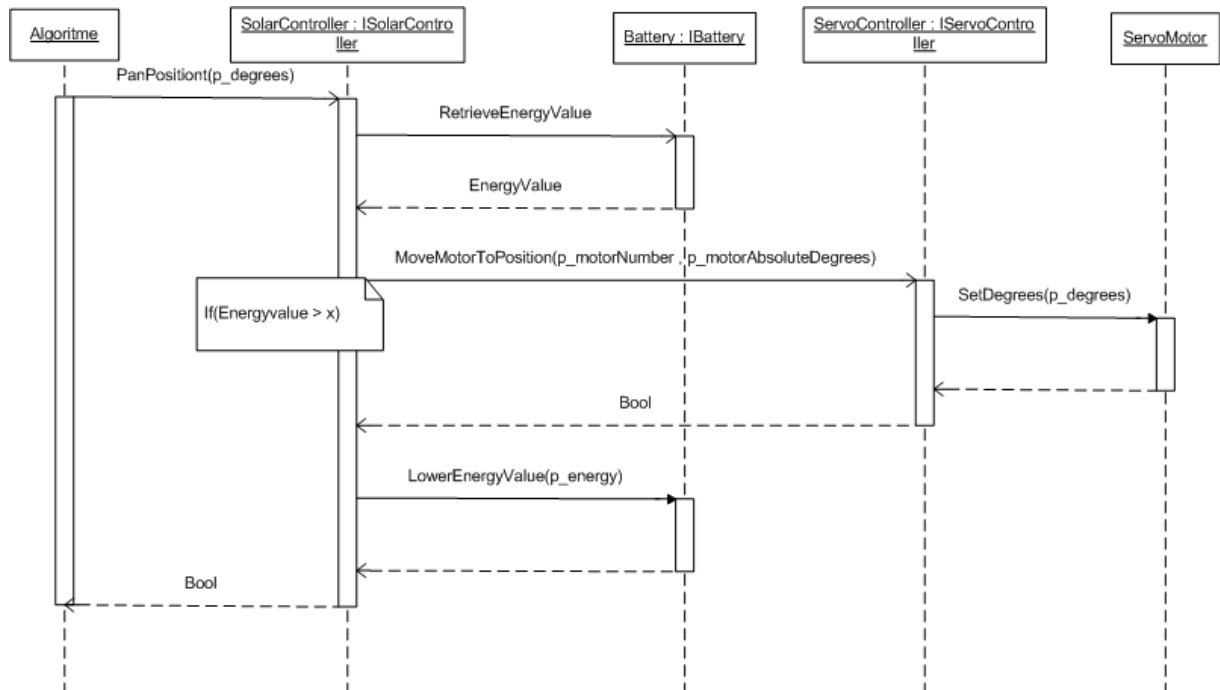 Algoritme
SolarController : ISolarContro
ller
Battery : IBattery
ServoController : IServoContro
ller
ServoMotor
PanPositiont(p_degrees)
RetrieveEnergyValue
EnergyValue
MoveMotorToPosition(p_motorNumber , p_motorAbsoluteDegrees)
If(Energyvalue > x)
SetDegrees(p_degrees)
Bool
LowerEnergyValue(p_energy)
Bool